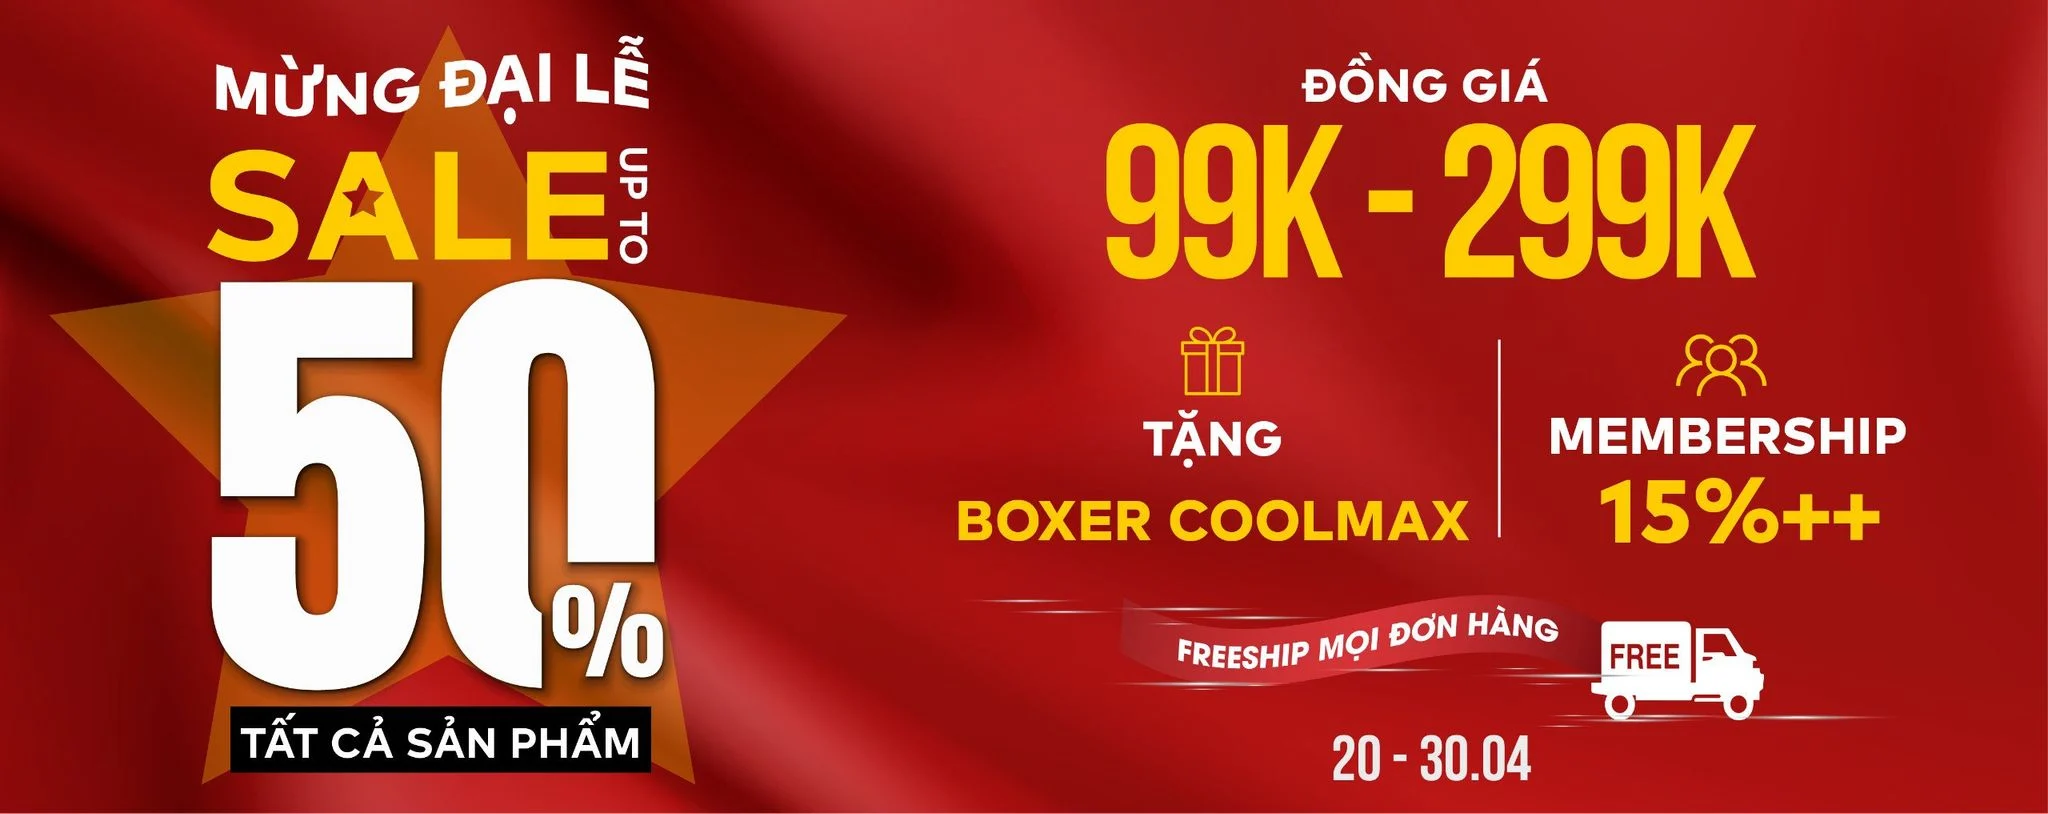 MỪNG ĐẠI LỄ
SALE UP TO
50%
TẤT CẢ SẢN PHẨM
ĐỒNG GIÁ
99K - 299K
TẶNG
BOXER COOLMAX
MEMBERSHIP
15%++
FREESHIP MỌI ĐƠN HÀNG
FREE
20 - 30.04